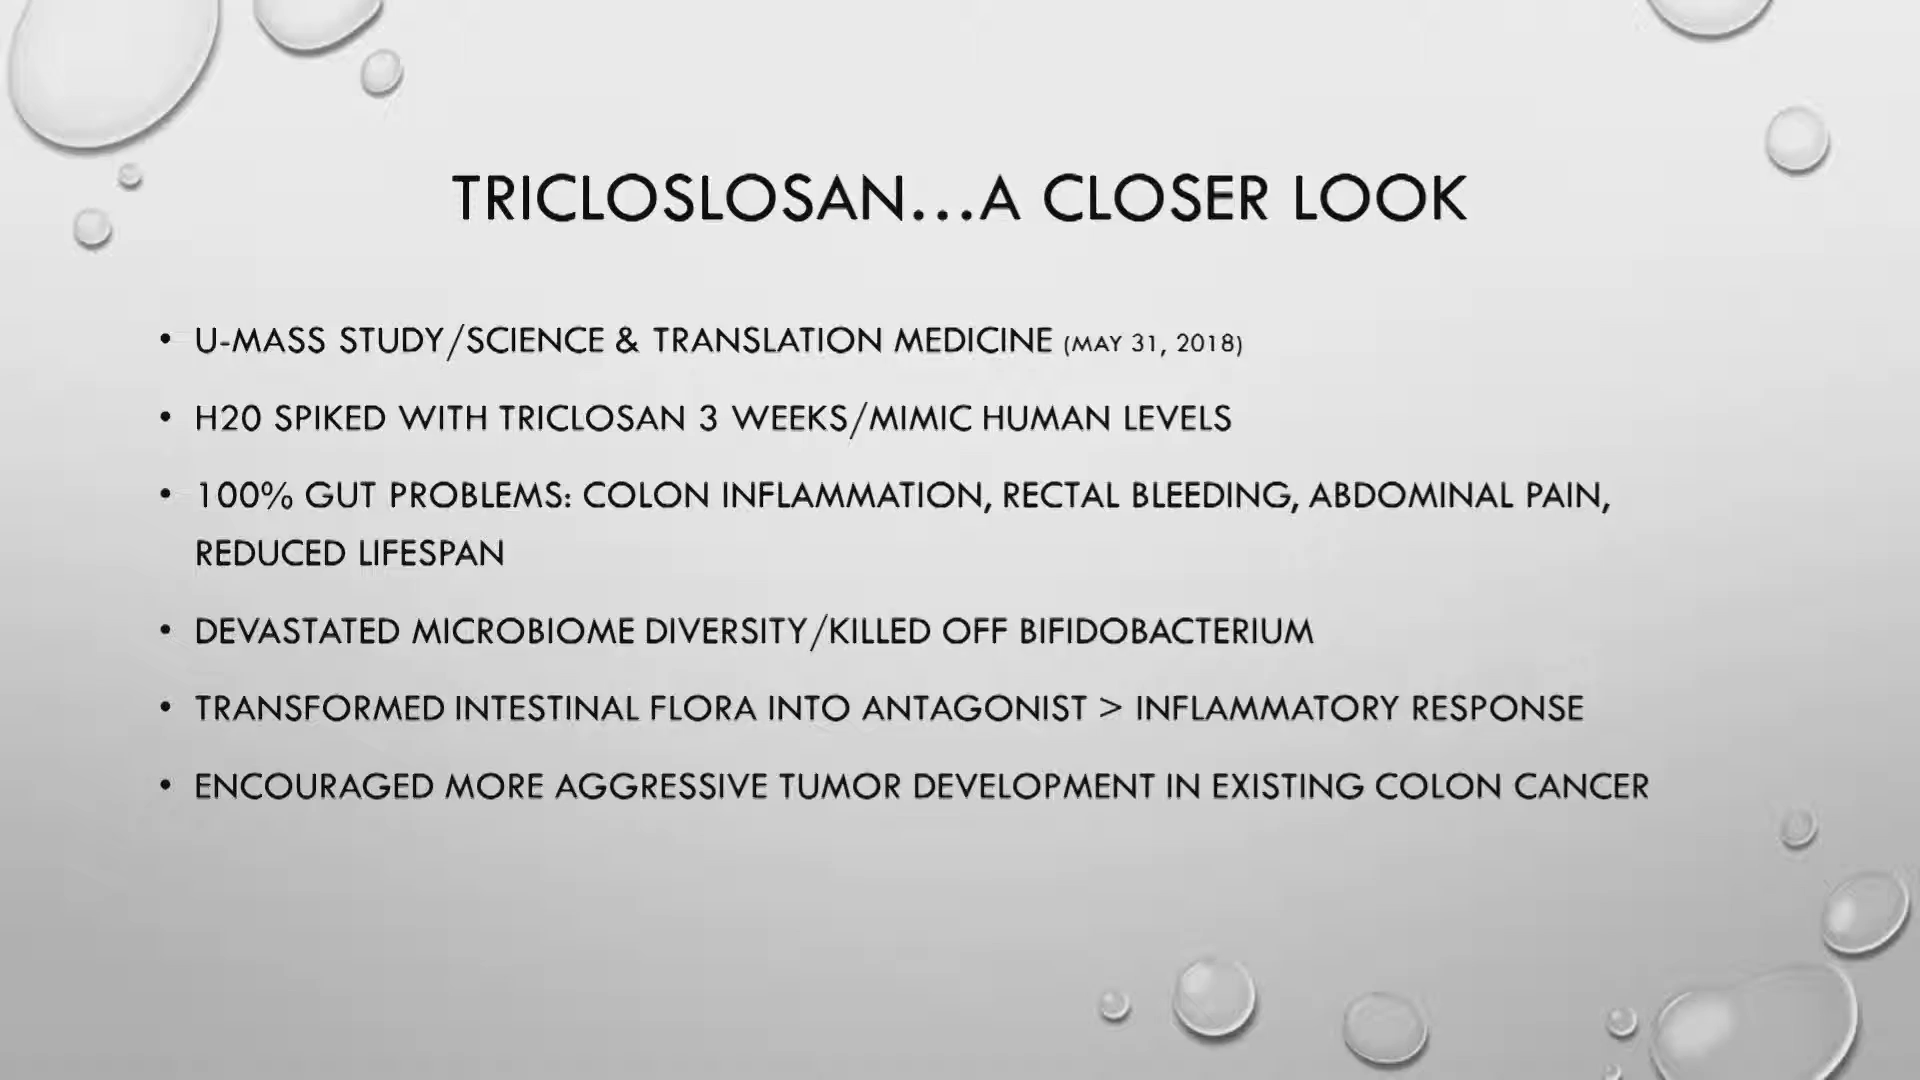 TRICLOSLOSAN...A CLOSER LOOK
• U-MASS STUDY/SCIENCE & TRANSLATION MEDICINE (MAY 31, 2018)
• H20 SPIKED WITH TRICLOSAN 3 WEEKS/MIMIC HUMAN LEVELS
• 100% GUT PROBLEMS: COLON INFLAMMATION, RECTAL BLEEDING, ABDOMINAL PAIN,
REDUCED LIFESPAN
• DEVASTATED MICROBIOME DIVERSITY/KILLED OFF BIFIDOBACTERIUM
• TRANSFORMED INTESTINAL FLORA INTO ANTAGONIST > INFLAMMATORY RESPONSE
• ENCOURAGED MORE AGGRESSIVE TUMOR DEVELOPMENT IN EXISTING COLON CANCER